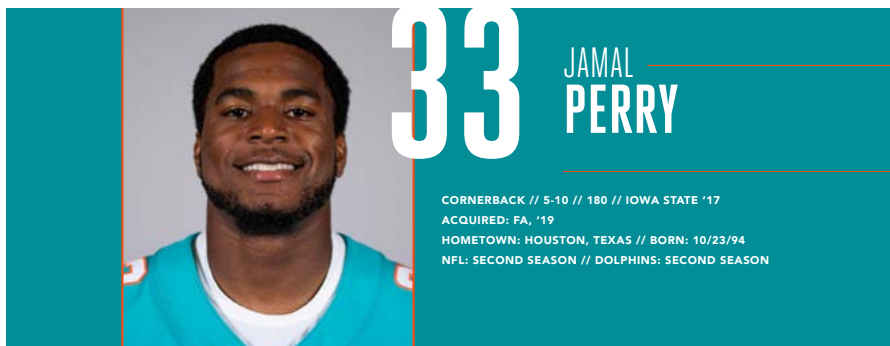 33
JAMAL
PERRY
CORNERBACK // 5-10 // 180 // IOWA STATE ’17
ACQUIRED: FA, ’19
HOMETOWN: HOUSTON, TEXAS // BORN: 10/23/94
NFL: SECOND SEASON // DOLPHINS: SECOND SEASON